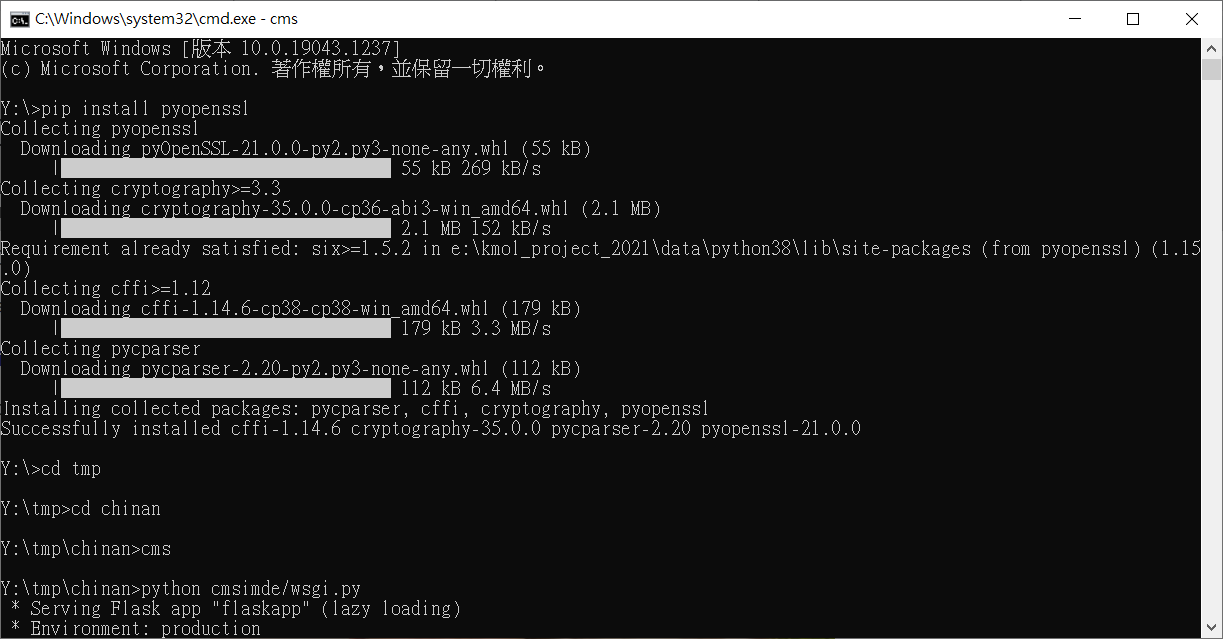 C:\Windows\system32\cmd.exe - cms
Microsoft Windows [版本 10.0.19043.1237]
(c) Microsoft Corporation. 著作權所有，並保留一切權利。
Y:\>pip install pyopenssl
Collecting pyopenssl
  Downloading pyOpenSSL-21.0.0-py2.py3-none-any.whl (55 kB)
     |████████████████████████████████| 55 kB 269 kB/s
Collecting cryptography>=3.3
  Downloading cryptography-35.0.0-cp36-abi3-win_amd64.whl (2.1 MB)
     |████████████████████████████████| 2.1 MB 152 kB/s
Requirement already satisfied: six>=1.5.2 in e:\kmol_project_2021\data\python38\lib\site-packages (from pyopenssl) (1.15
.0)
Collecting cffi>=1.12
  Downloading cffi-1.14.6-cp38-cp38-win_amd64.whl (179 kB)
     |████████████████████████████████| 179 kB 3.3 MB/s
Collecting pycparser
  Downloading pycparser-2.20-py2.py3-none-any.whl (112 kB)
     |████████████████████████████████| 112 kB 6.4 MB/s
Installing collected packages: pycparser, cffi, cryptography, pyopenssl
Successfully installed cffi-1.14.6 cryptography-35.0.0 pycparser-2.20 pyopenssl-21.0.0
Y:\>cd tmp
Y:\tmp>cd chinan
Y:\tmp\chinan>cms
Y:\tmp\chinan>python cmsimde/wsgi.py
 * Serving Flask app "flaskapp" (lazy loading)
 * Environment: production